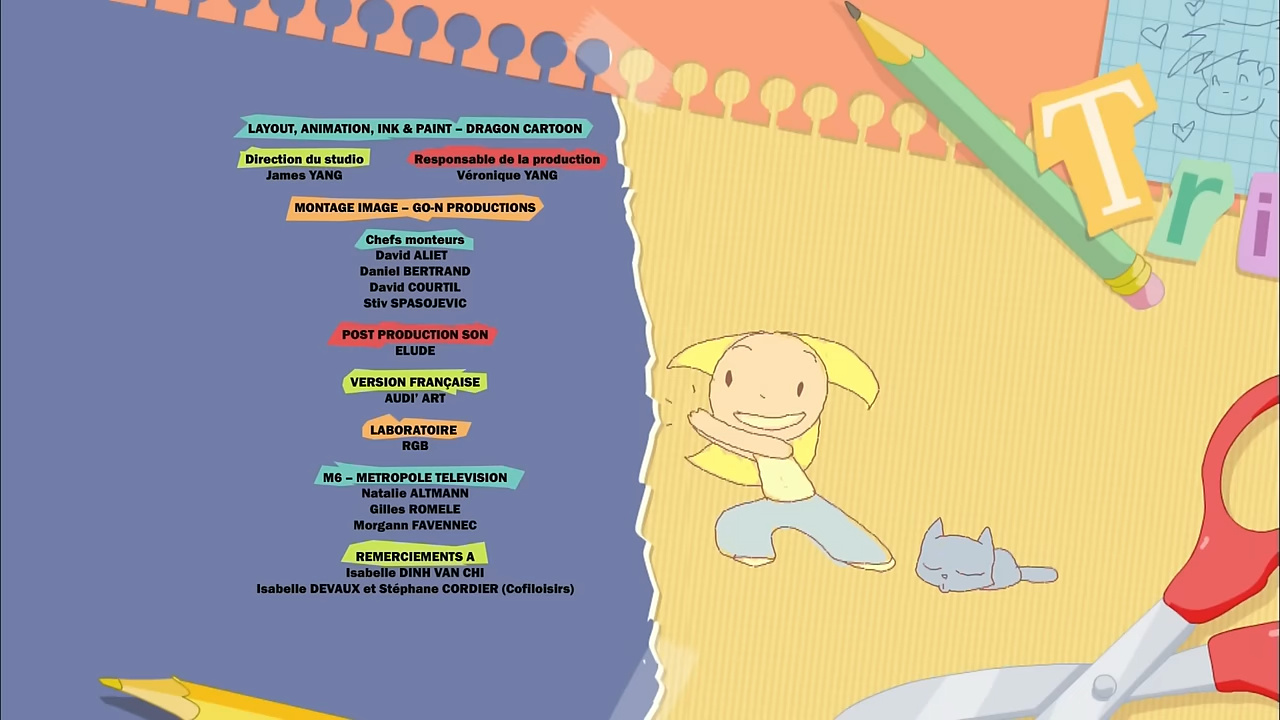 LAYOUT, ANIMATION, INK & PAINT – DRAGON CARTOON
Direction du studio
James YANG
Responsable de la production
Véronique YANG
MONTAGE IMAGE – GO-N PRODUCTIONS
Chefs monteurs
David ALIET
Daniel BERTRAND
David COURTIL
Stiv SPASOJEVIC
POST PRODUCTION SON
ELUDE
VERSION FRANÇAISE
AUDI' ART
LABORATOIRE
RGB
M6 – METROPOLE TELEVISION
Natalie ALTMANN
Gilles ROMELE
Morgann FAVENNEC
REMERCIEMENTS A
Isabelle DINH VAN CHI
Isabelle DEVAUX et Stéphane CORDIER (Cofiloisirs)
Tri